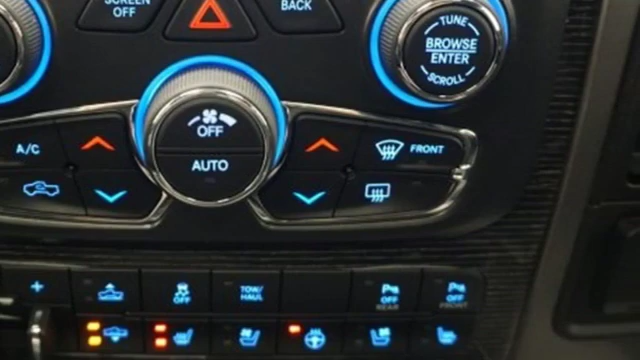 SCREEN
OFF
BACK
TUNE
BROWSE
ENTER
SCROLL
OFF
AUTO
A/C
FRONT
+
OFF
TOW/
HAUL
OFF
REAR
OFF
FRONT